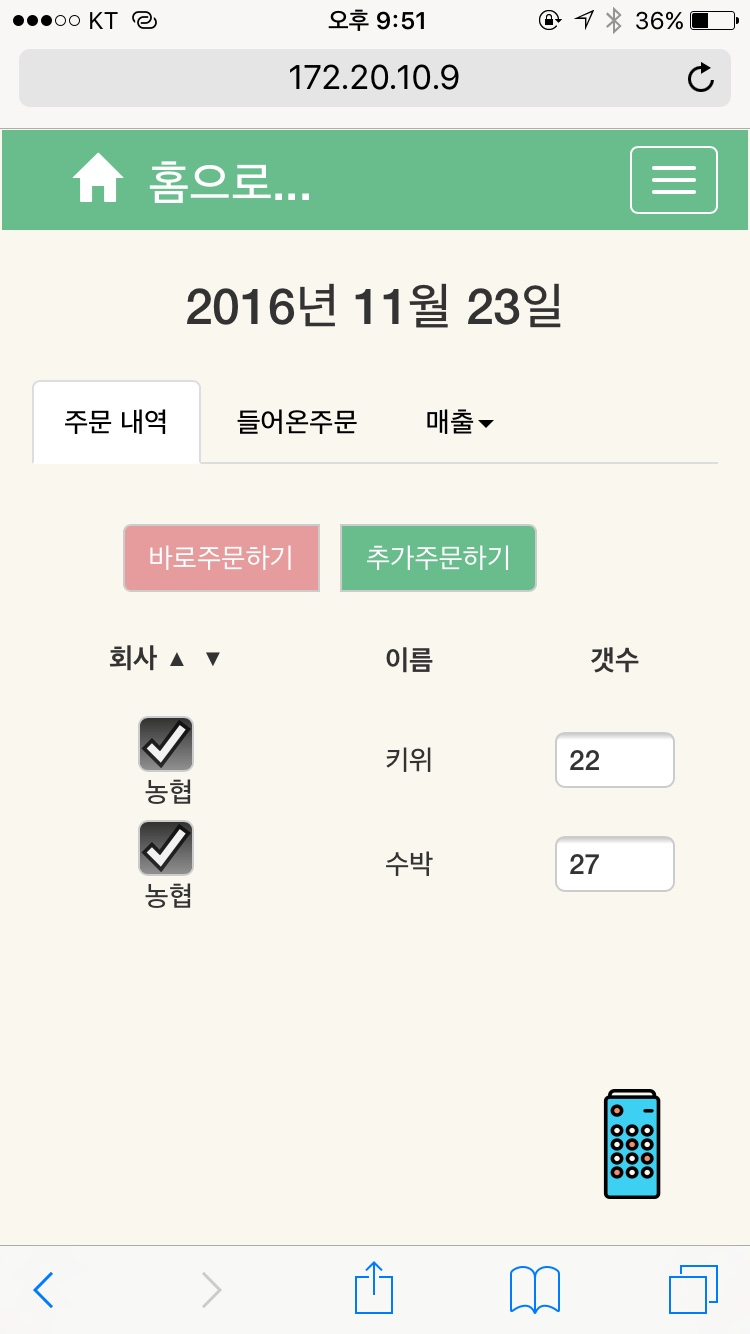 KT 오후 9:51 36%
172.20.10.9
홈으로...
2016년 11월 23일
주문 내역 들어온주문 매출
바로주문하기 추가주문하기
회사 ▲ ▼ 이름 갯수
농협 키위 22
농협 수박 27